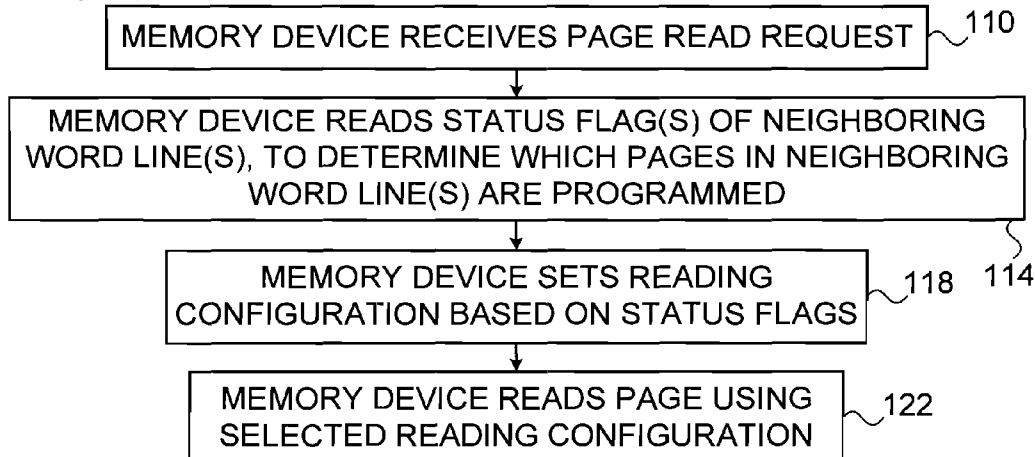 MEMORY DEVICE RECEIVES PAGE READ REQUEST
110
MEMORY DEVICE READS STATUS FLAG(S) OF NEIGHBORING
WORD LINE(S), TO DETERMINE WHICH PAGES IN NEIGHBORING
WORD LINE(S) ARE PROGRAMMED
114
MEMORY DEVICE SETS READING
CONFIGURATION BASED ON STATUS FLAGS
118
MEMORY DEVICE READS PAGE USING
SELECTED READING CONFIGURATION
122